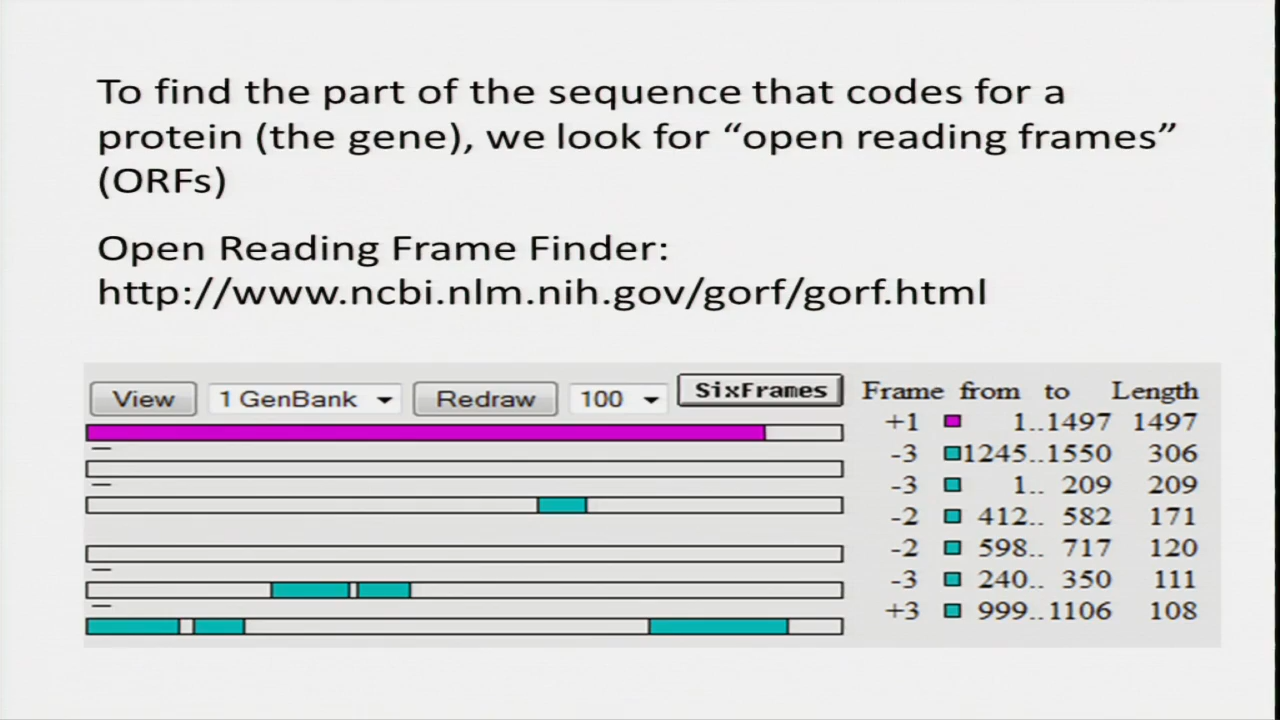 To find the part of the sequence that codes for a
protein (the gene), we look for “open reading frames”
(ORFs)
Open Reading Frame Finder:
http://www.ncbi.nlm.nih.gov/gorf/gorf.html
View 1 GenBank Redraw 100 SixFrames
Frame from to Length
+1 1..1497 1497
-3 1245..1550 306
-3 1.. 209 209
-2 412.. 582 171
-2 598.. 717 120
-3 240.. 350 111
+3 999..1106 108